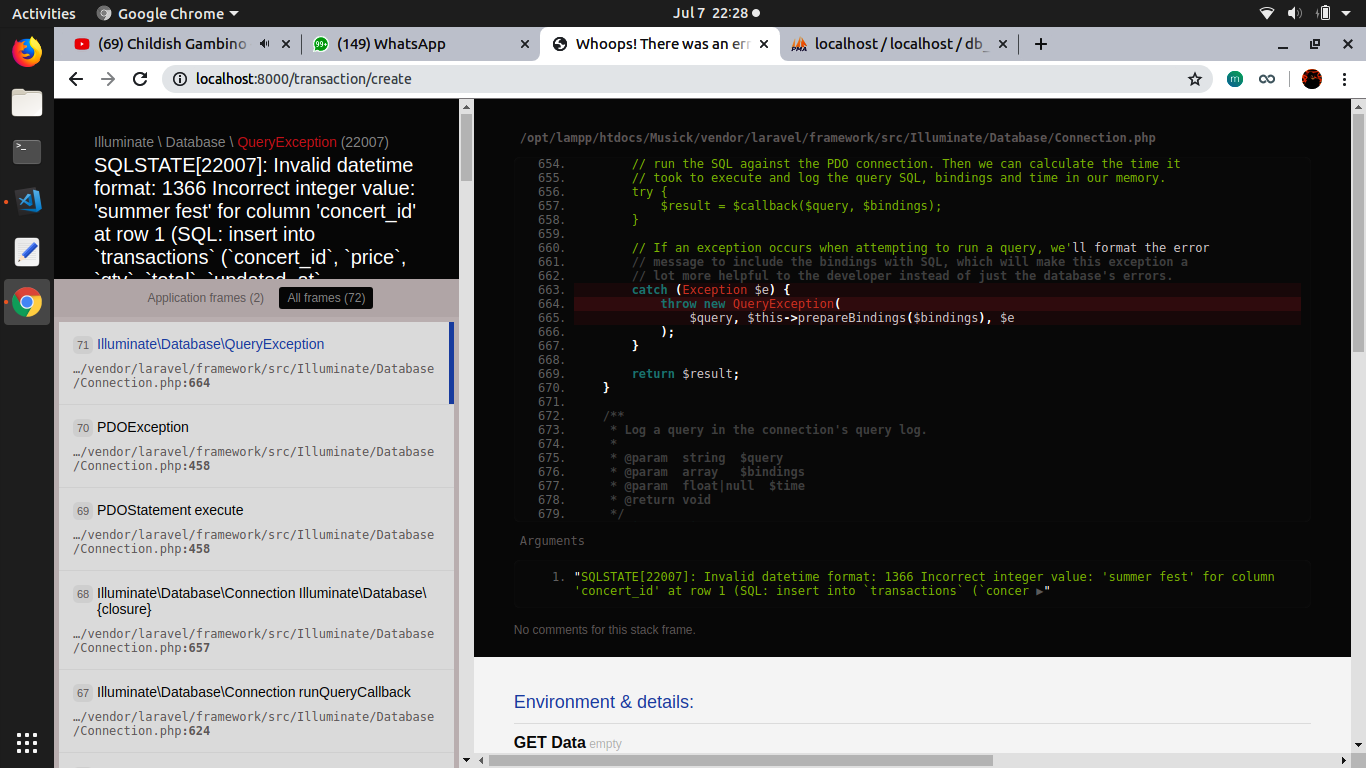 Activities
Google Chrome
Jul 7 22:28
(69) Childish Gambino
99+
(149) WhatsApp
Whoops! There was an err
PMA
localhost / localhost / db_
localhost:8000/transaction/create
m
Illuminate \ Database \ QueryException (22007)
SQLSTATE[22007]: Invalid datetime
format: 1366 Incorrect integer value:
'summer fest' for column 'concert_id'
at row 1 (SQL: insert into
`transactions` (`concert_id`, `price`,
`qty`, `total`, `updated_at`,
Application frames (2)
All frames (72)
71 Illuminate\Database\QueryException
…/vendor/laravel/framework/src/Illuminate/Database
/Connection.php:664
70 PDOException
…/vendor/laravel/framework/src/Illuminate/Database
/Connection.php:458
69 PDOStatement execute
…/vendor/laravel/framework/src/Illuminate/Database
/Connection.php:458
68 Illuminate\Database\Connection Illuminate\Database\
{closure}
…/vendor/laravel/framework/src/Illuminate/Database
/Connection.php:657
67 Illuminate\Database\Connection runQueryCallback
…/vendor/laravel/framework/src/Illuminate/Database
/Connection.php:624
/opt/lampp/htdocs/Musick/vendor/laravel/framework/src/Illuminate/Database/Connection.php
654. // run the SQL against the PDO connection. Then we can calculate the time it
655. // took to execute and log the query SQL, bindings and time in our memory.
656. try {
657. $result = $callback($query, $bindings);
658. }
659.
660. // If an exception occurs when attempting to run a query, we'll format the error
661. // message to include the bindings with SQL, which will make this exception a
662. // lot more helpful to the developer instead of just the database's errors.
663. catch (Exception $e) {
664. throw new QueryException(
665. $query, $this->prepareBindings($bindings), $e
666. );
667. }
668.
669. return $result;
670. }
671.
672. /**
673. * Log a query in the connection's query log.
674. *
675. * @param string $query
676. * @param array $bindings
677. * @param float|null $time
678. * @return void
679. */
Arguments
1. "SQLSTATE[22007]: Invalid datetime format: 1366 Incorrect integer value: 'summer fest' for column
'concert_id' at row 1 (SQL: insert into `transactions` (`concer ▶"
No comments for this stack frame.
Environment & details:
GET Data empty